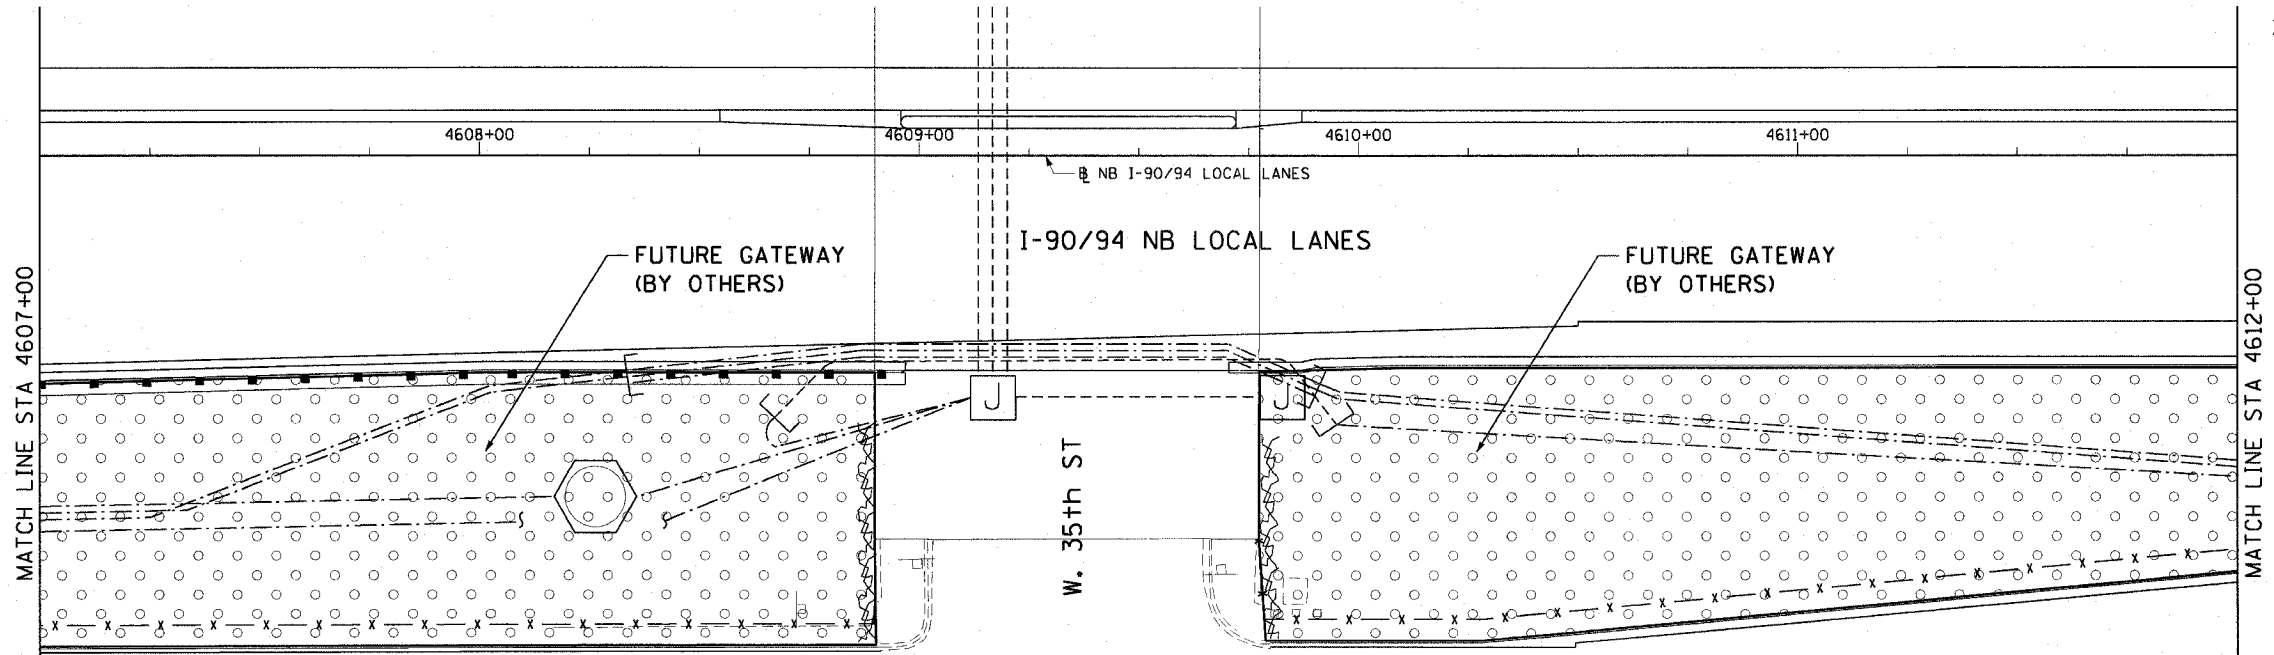 4608+00
4609+00
4610+00
4611+00
℄ NB I-90/94 LOCAL LANES
I-90/94 NB LOCAL LANES
FUTURE GATEWAY
(BY OTHERS)
FUTURE GATEWAY
(BY OTHERS)
MATCH LINE STA 4607+00
MATCH LINE STA 4612+00
J
J
W. 35th ST